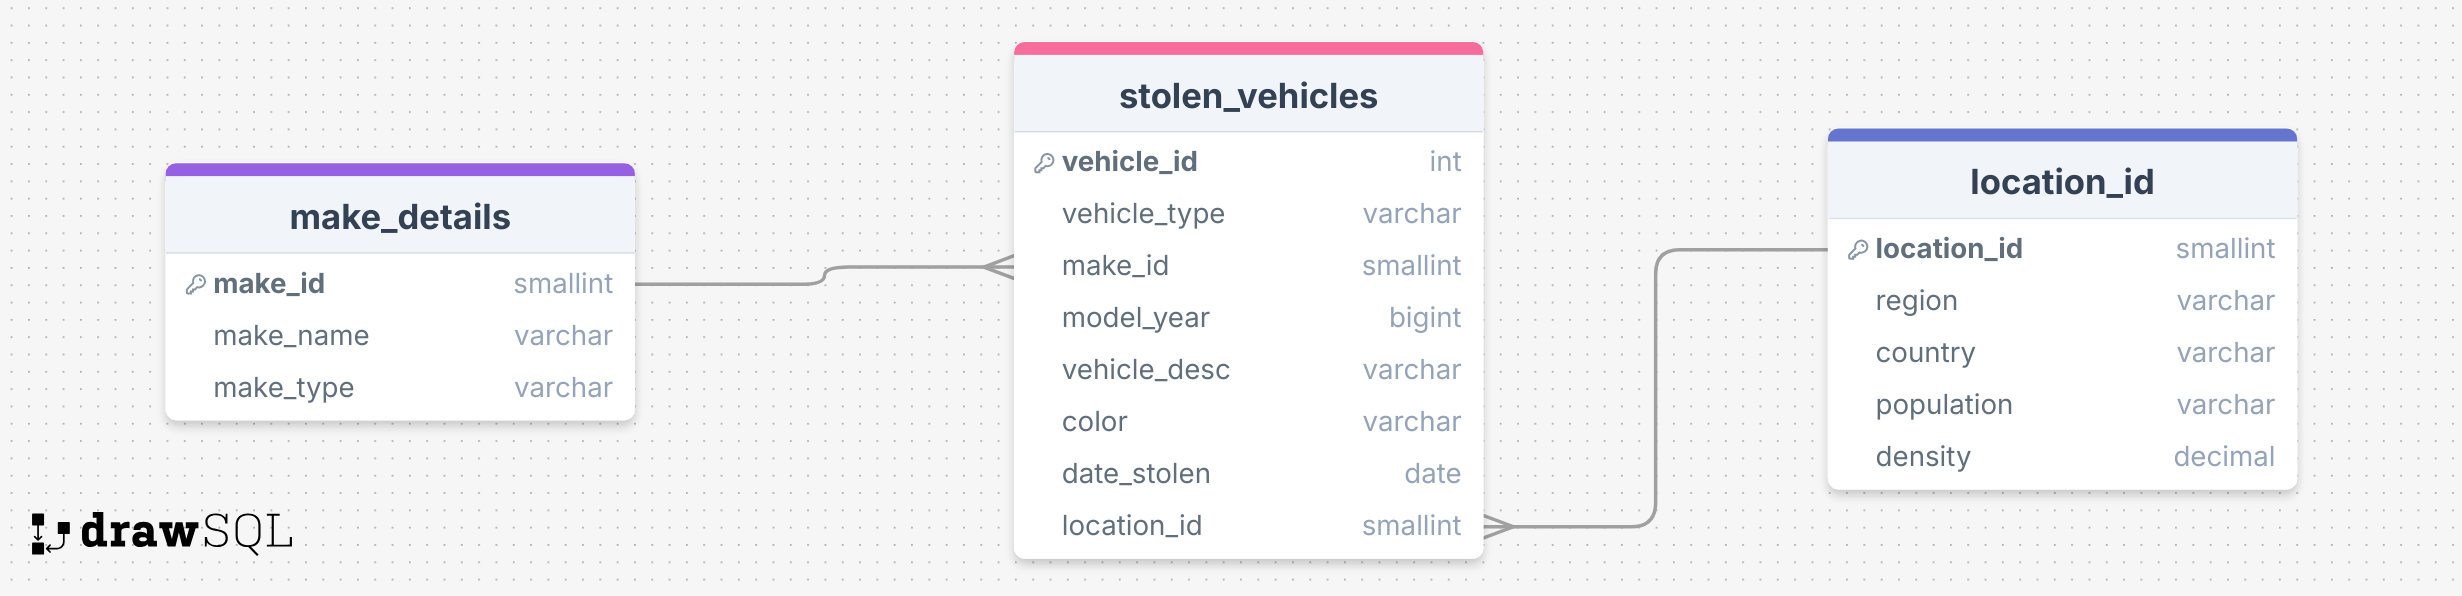 make_details
make_id smallint
make_name varchar
make_type varchar
stolen_vehicles
vehicle_id int
vehicle_type varchar
make_id smallint
model_year bigint
vehicle_desc varchar
color varchar
date_stolen date
location_id smallint
location_id
location_id smallint
region varchar
country varchar
population varchar
density decimal
drawSQL